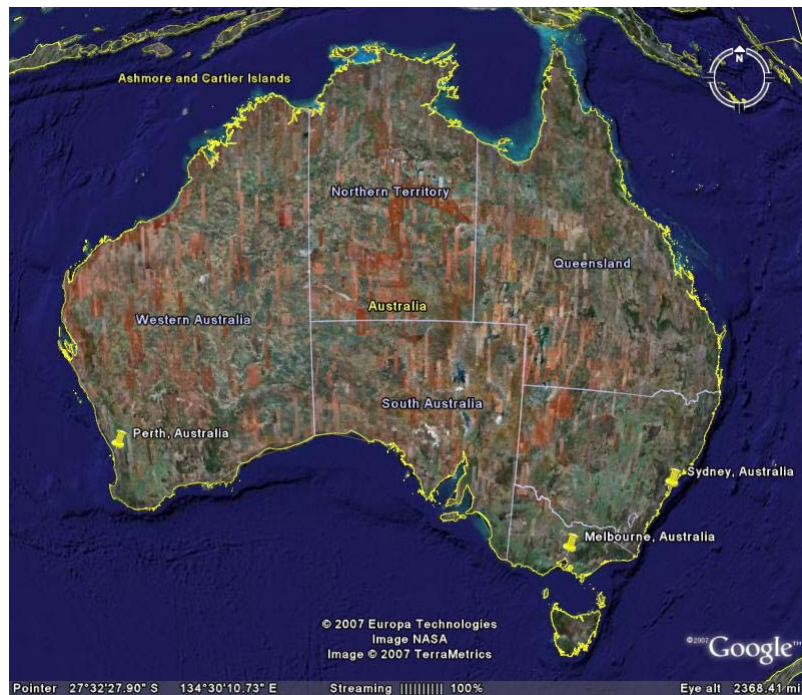 Ashmore and Cartier Islands
N
Northern Territory
Queensland
Australia
Western Australia
South Australia
Perth, Australia
Sydney, Australia
Melbourne, Australia
© 2007 Europa Technologies
Image NASA
Image © 2007 TerraMetrics
©2007 Google™
Pointer 27°32'27.90" S 134°30'10.73" E Streaming |||||||||| 100% Eye alt 2368.41 mi